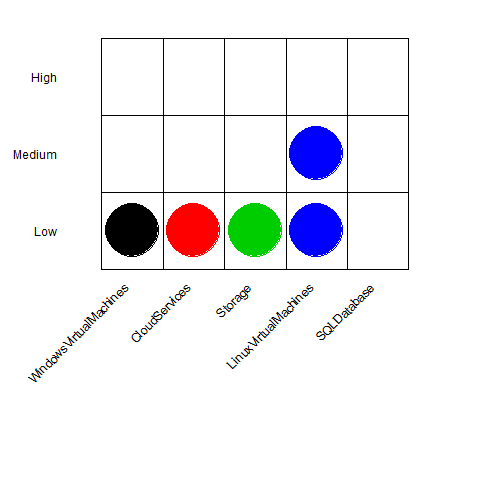 High
Medium
Low
WindowsVirtualMachines
CloudServices
Storage
LinuxVirtualMachines
SQLDatabase